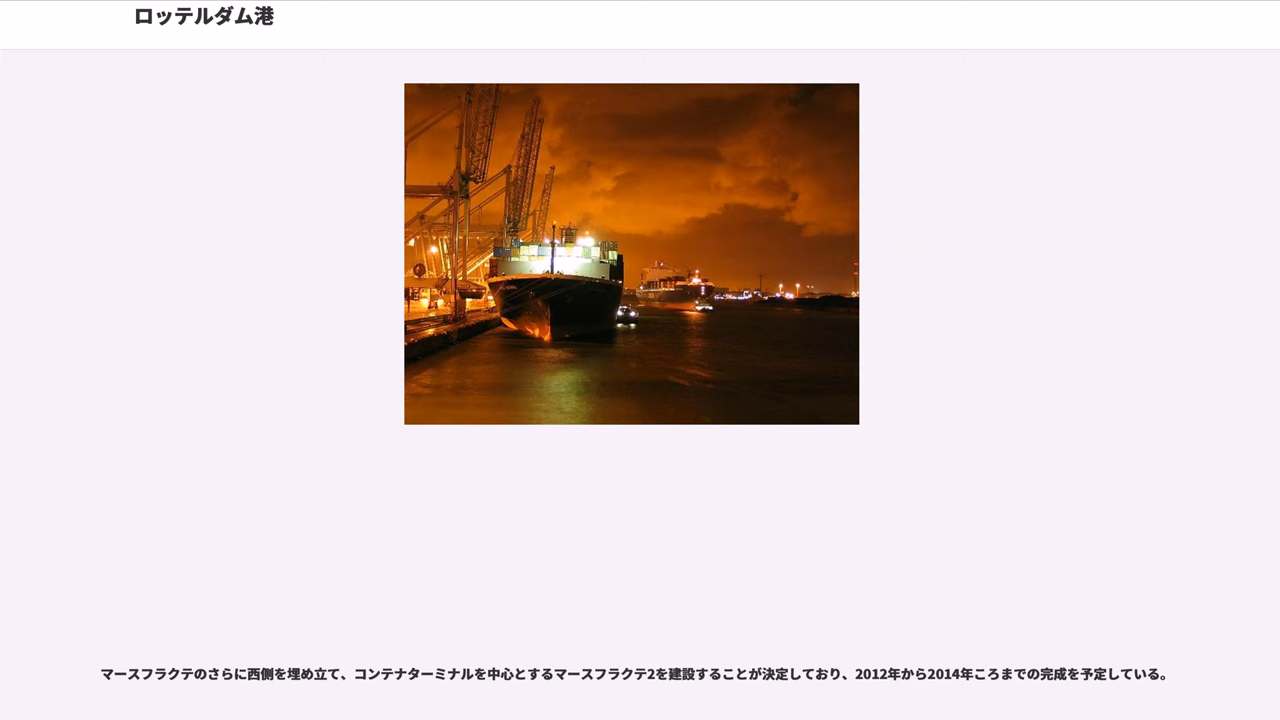 ロッテルダム港
マースフラクテのさらに西側を埋め立て、コンテナターミナルを中心とするマースフラクテ2を建設することが決定しており、2012年から2014年ころまでの完成を予定している。